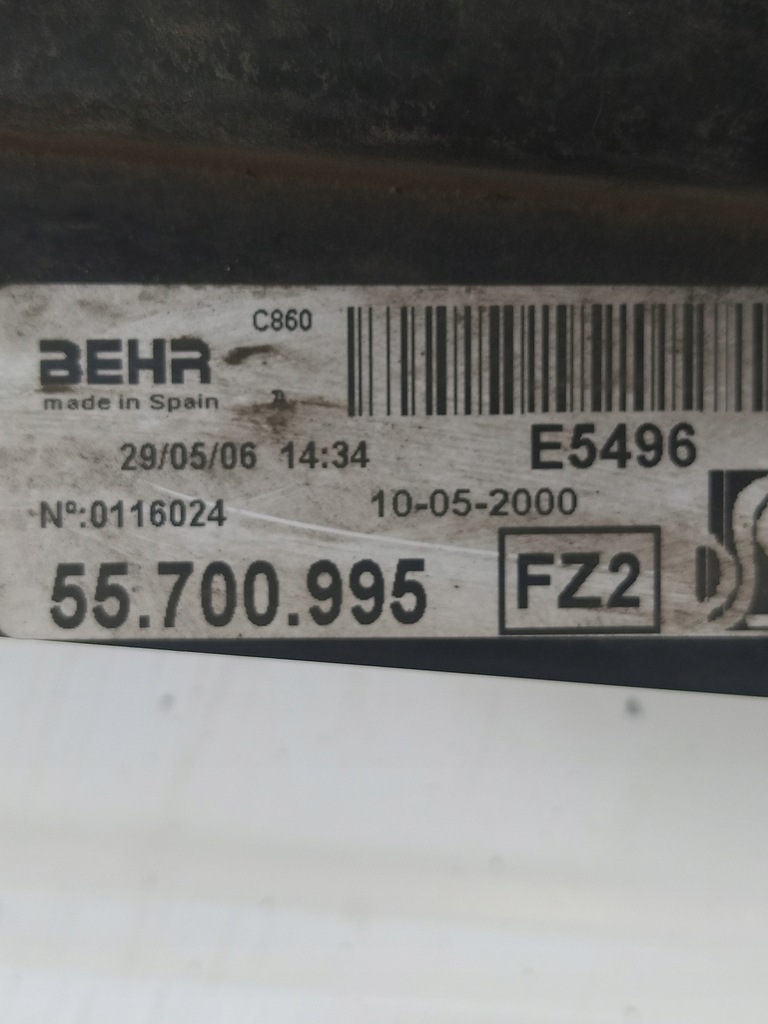 C860
BEHR
made in Spain
29/05/06 14:34
E5496
Nº:0116024
10-05-2000
55.700.995
FZ2